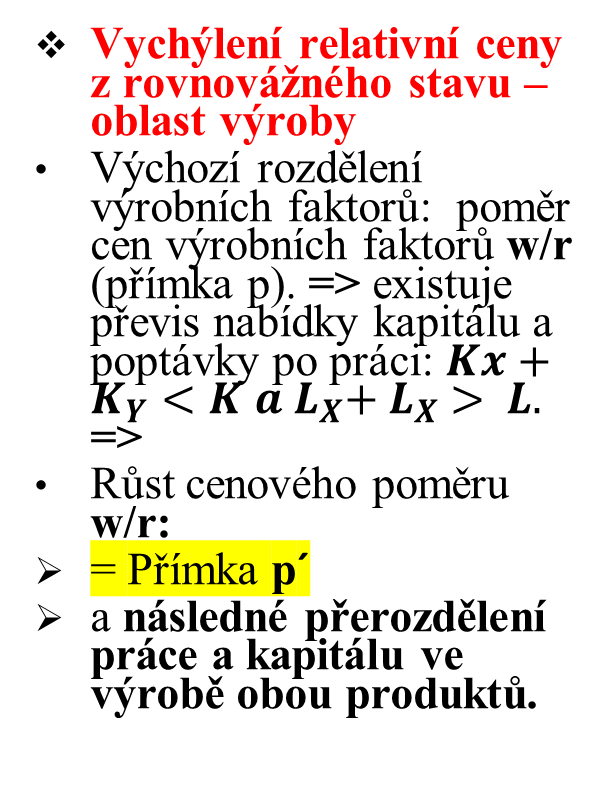 ❖ Vychýlení relativní ceny
z rovnovážného stavu –
oblast výroby
• Výchozí rozdělení
výrobních faktorů:  poměr
cen výrobních faktorů w/r
(přímka p). => existuje
převis nabídky kapitálu a
poptávky po práci: Kx +
K_Y < K a L_X + L_X > L.
=>
• Růst cenového poměru
w/r:
➢ = Přímka p´
➢ a následné přerozdělení
práce a kapitálu ve
výrobě obou produktů.